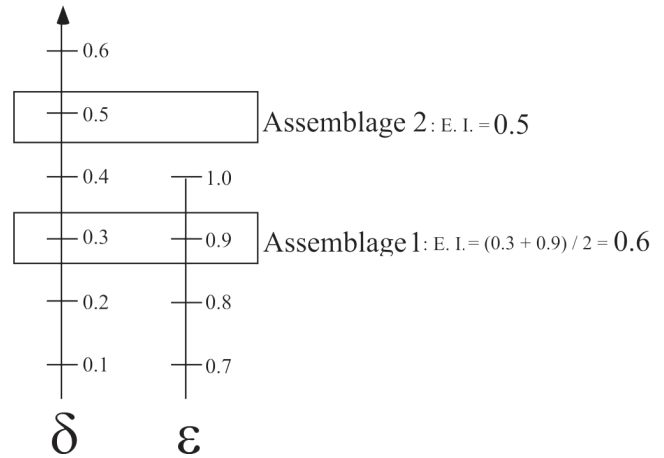 0.6
0.5
Assemblage 2: E. I. = 0.5
0.4
1.0
0.3
0.9
Assemblage 1: E. I. = (0.3 + 0.9) / 2 = 0.6
0.2
0.8
0.1
0.7
δ
ε